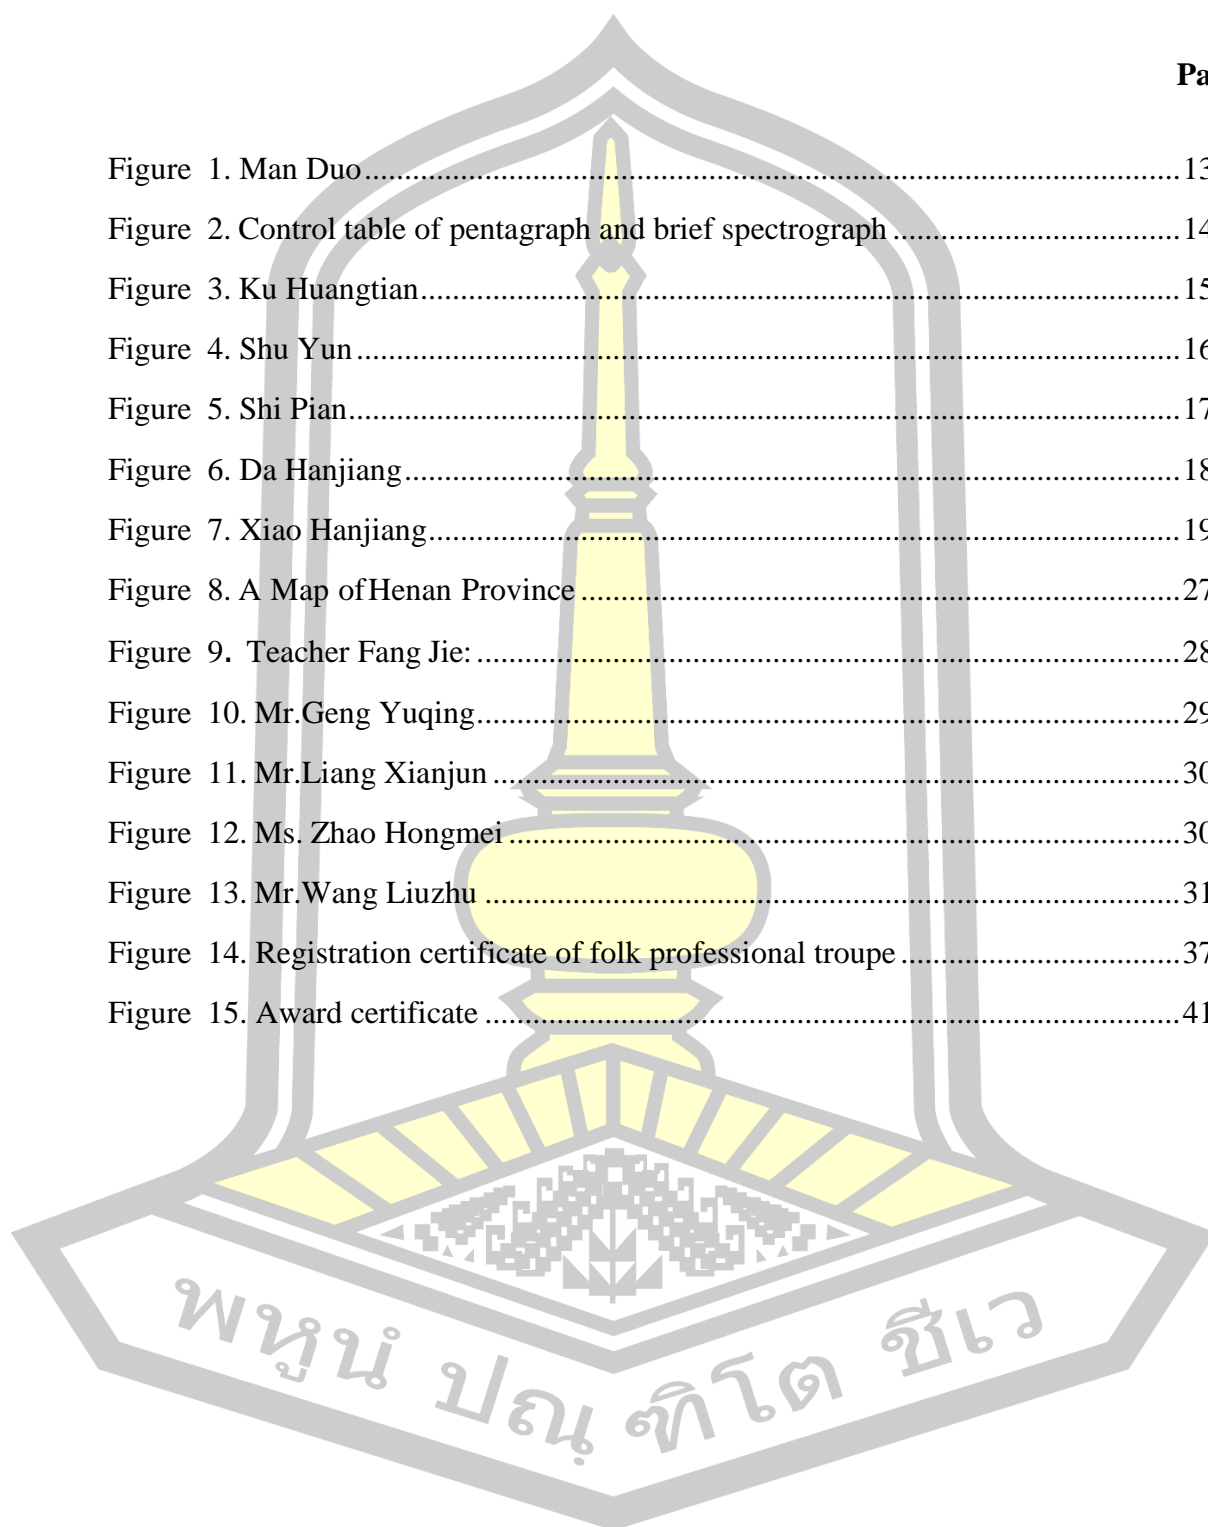 Pa
Figure 1. Man Duo....................13
Figure 2. Control table of pentagraph and brief spectrograph....................14
Figure 3. Ku Huangtian....................15
Figure 4. Shu Yun....................16
Figure 5. Shi Pian....................17
Figure 6. Da Hanjiang....................18
Figure 7. Xiao Hanjiang....................19
Figure 8. A Map of Henan Province....................27
Figure 9. Teacher Fang Jie:....................28
Figure 10. Mr.Geng Yuqing....................29
Figure 11. Mr.Liang Xianjun....................30
Figure 12. Ms. Zhao Hongmei....................30
Figure 13. Mr.Wang Liuzhu....................31
Figure 14. Registration certificate of folk professional troupe....................37
Figure 15. Award certificate....................41
พหูนํ ปณฺฑิโต ชีเว